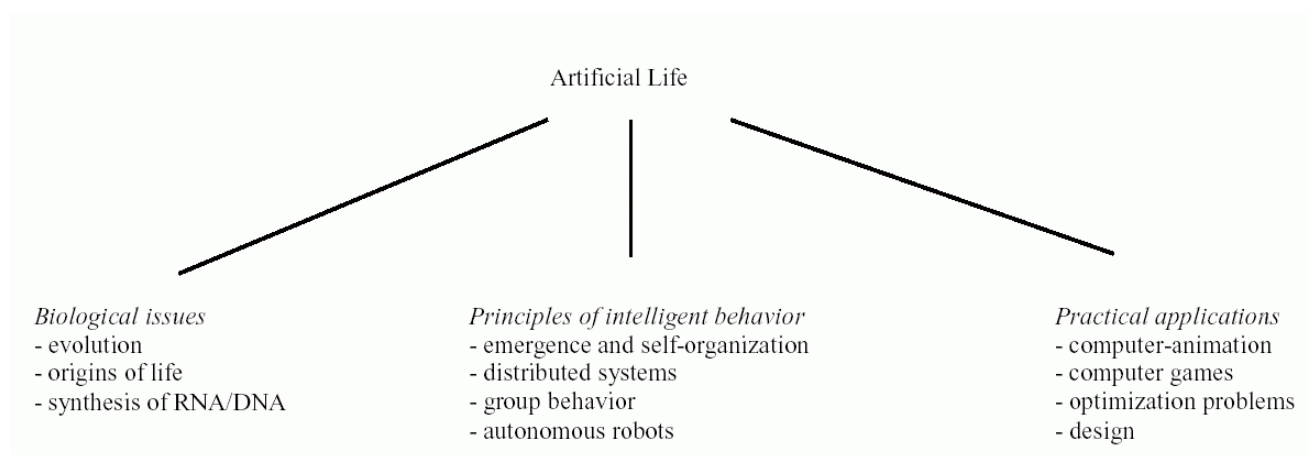 Artificial Life
Biological issues
- evolution
- origins of life
- synthesis of RNA/DNA
Principles of intelligent behavior
- emergence and self-organization
- distributed systems
- group behavior
- autonomous robots
Practical applications
- computer-animation
- computer games
- optimization problems
- design